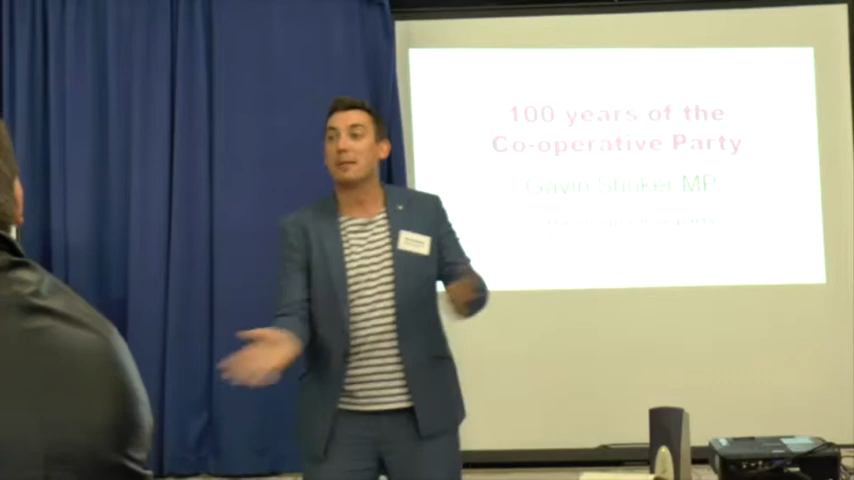 100 years of the
Co-operative Party
Gavin Shuker MP